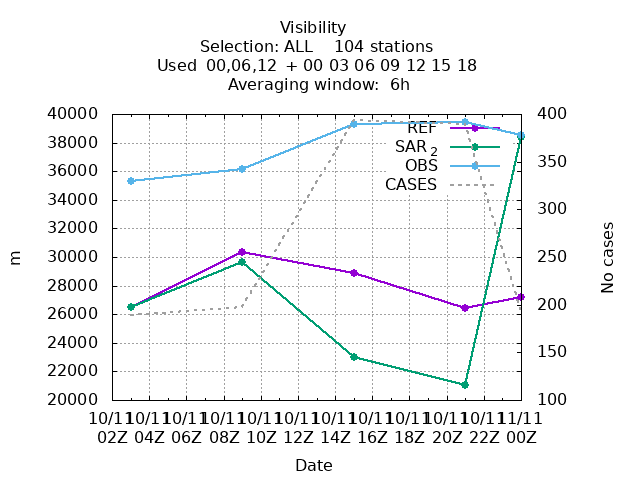 Visibility
Selection: ALL 104 stations
Used 00,06,12 + 00 03 06 09 12 15 18
Averaging window: 6h
40000
38000
36000
34000
32000
30000
28000
26000
24000
22000
20000
m
400
350
300
250
200
150
100
No cases
REF
SAR 2
OBS
CASES
10/11 10/11 10/11 10/11 10/11 10/11 10/11 10/11 10/11 10/11 10/11 11/11
02Z 04Z 06Z 08Z 10Z 12Z 14Z 16Z 18Z 20Z 22Z 00Z
Date